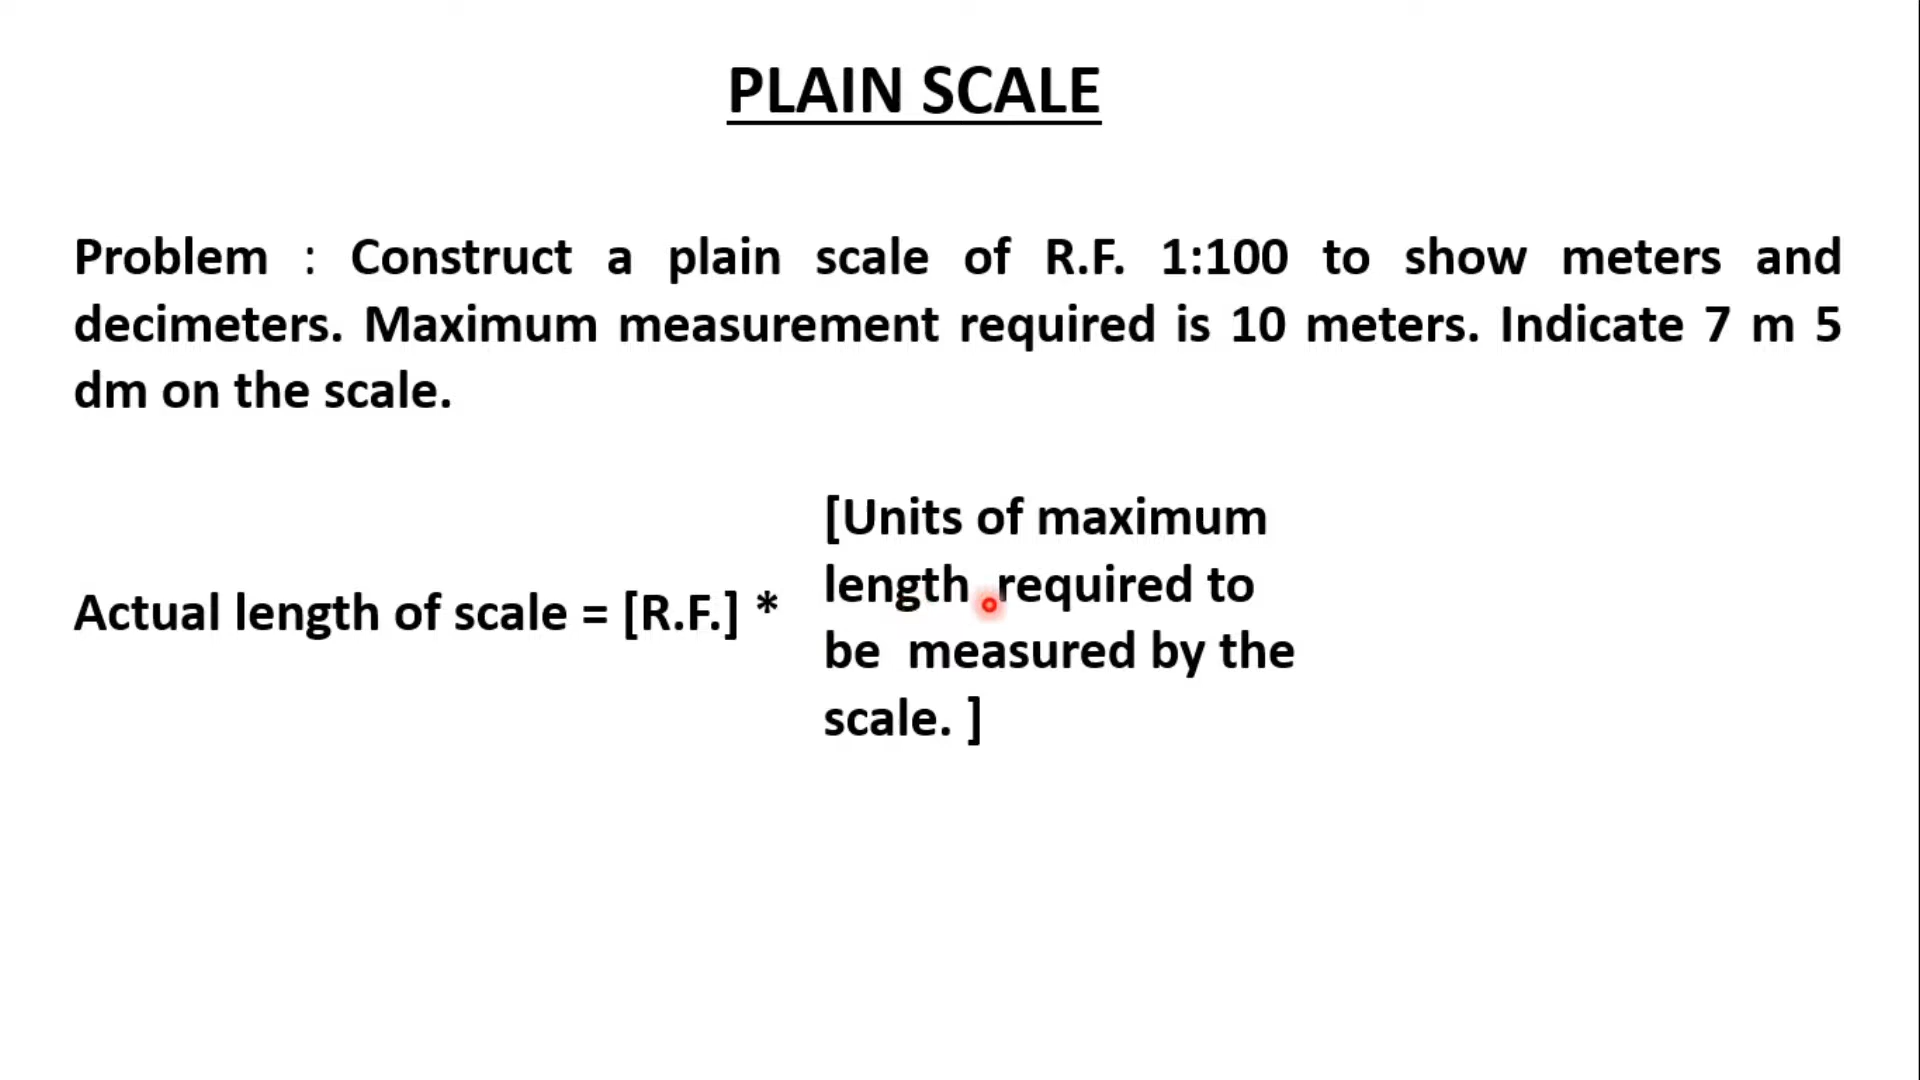 PLAIN SCALE
Problem : Construct a plain scale of R.F. 1:100 to show meters and
decimeters. Maximum measurement required is 10 meters. Indicate 7 m 5
dm on the scale.
Actual length of scale = [R.F.] *
[Units of maximum
length required to
be measured by the
scale. ]